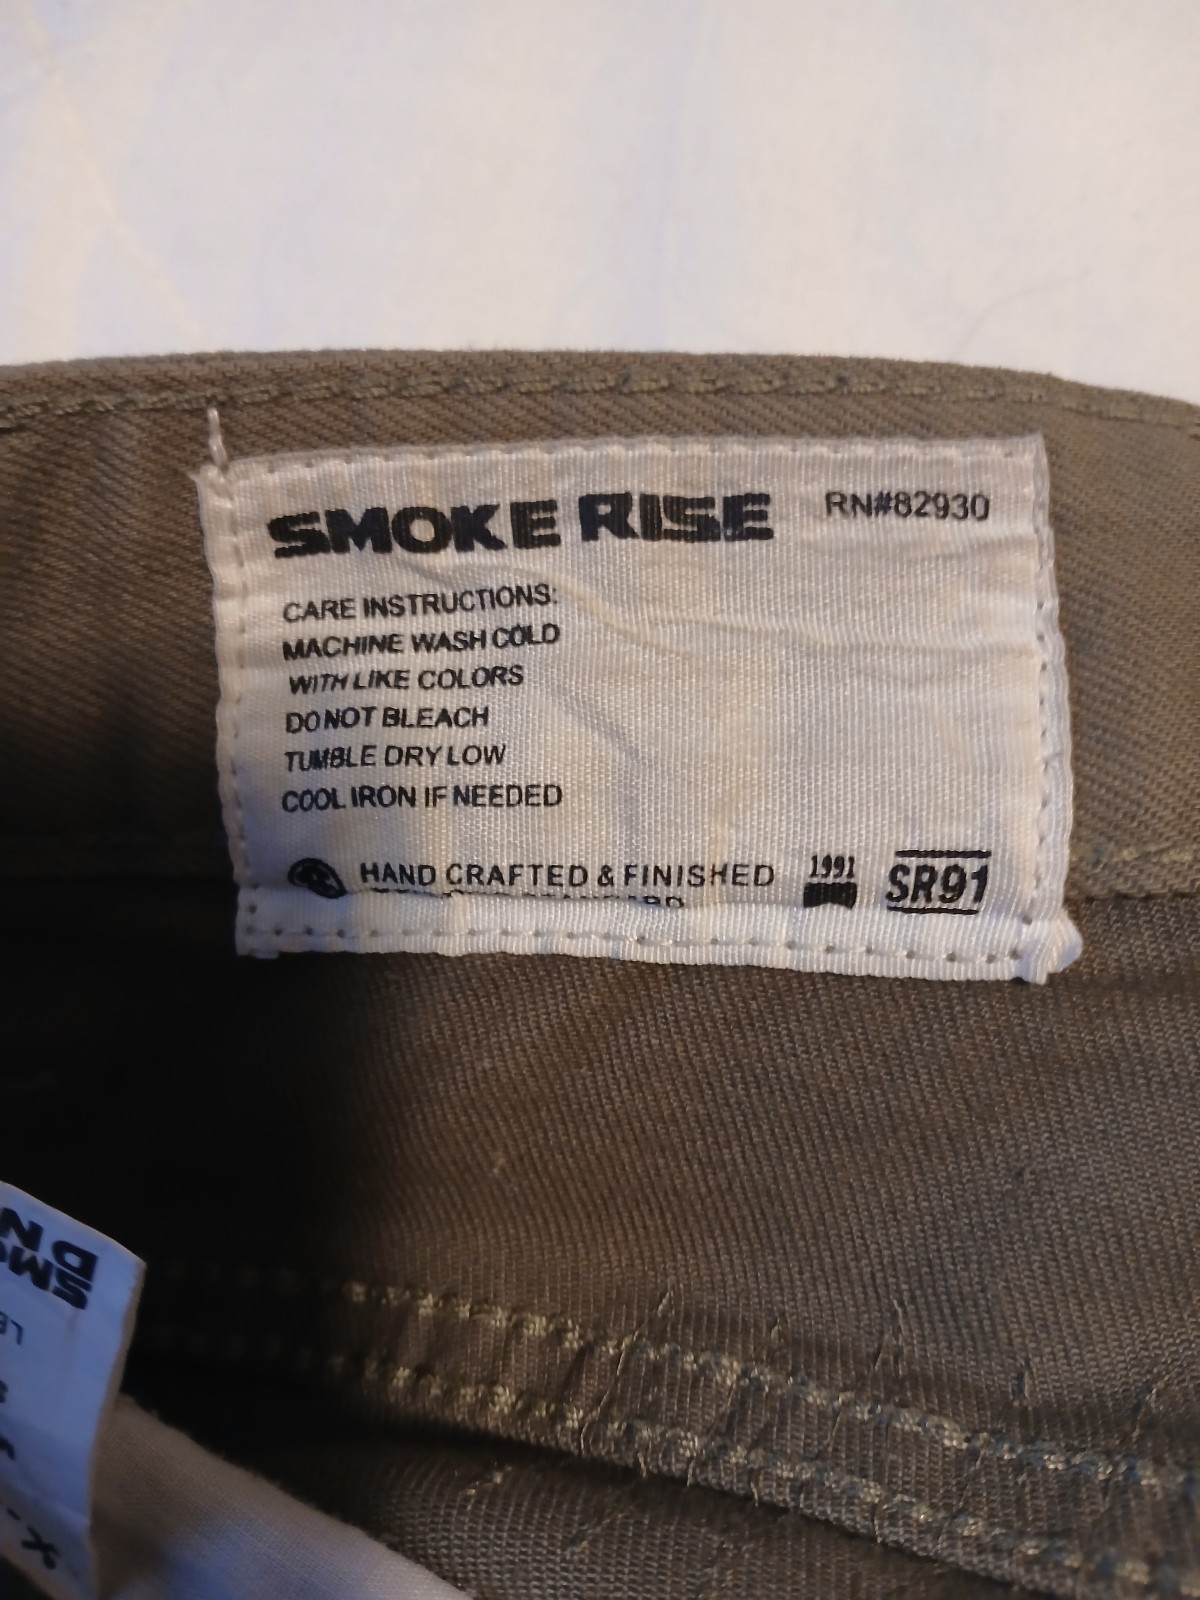 SMOKE RISE RN#82930
CARE INSTRUCTIONS:
MACHINE WASH COLD
WITH LIKE COLORS
DO NOT BLEACH
TUMBLE DRY LOW
COOL IRON IF NEEDED
HAND CRAFTED & FINISHED 1991 SR91